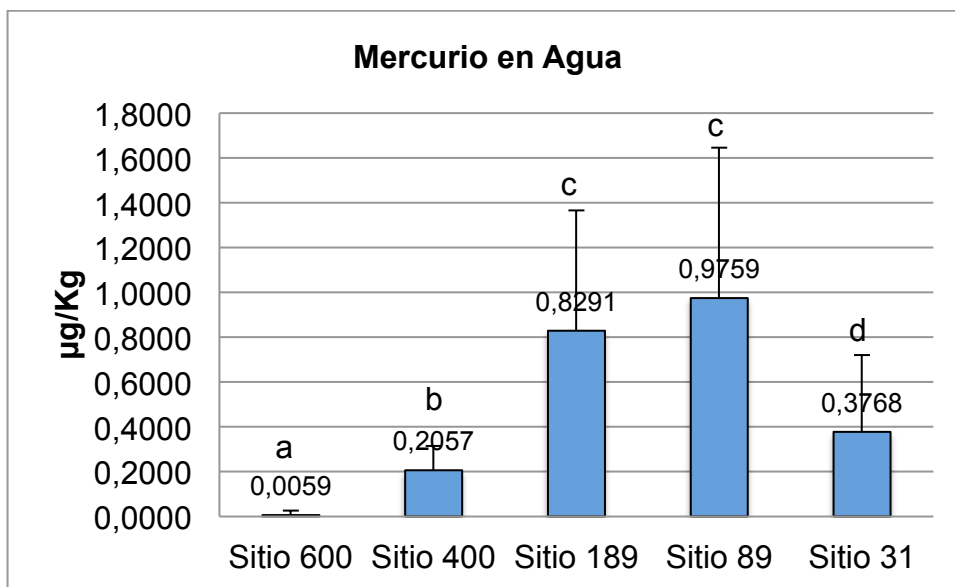 Mercurio en Agua
µg/Kg
1,8000
1,6000
1,4000
1,2000
1,0000
0,8000
0,6000
0,4000
0,2000
0,0000
a
b
c
c
d
0,0059
0,2057
0,8291
0,9759
0,3768
Sitio 600 Sitio 400 Sitio 189 Sitio 89 Sitio 31